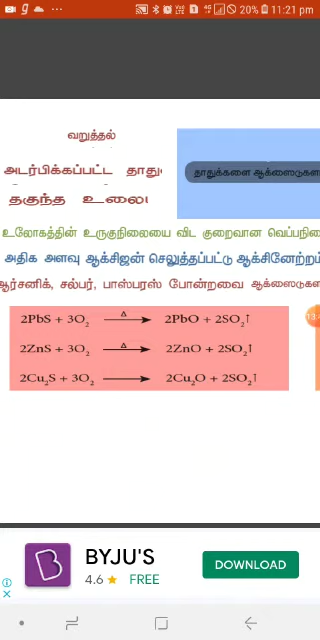 20% 11:21 pm
வறுத்தல்
அடர்பிக்கப்பட்ட தாது
தாதுக்களை ஆக்ஸைடுகளா
தகுந்த உலை
உலோகத்தின் உருகுநிலையை விட குறைவான வெப்பநி
அதிக அளவு ஆக்சிஜன் செலுத்தப்பட்டு ஆக்சினேற்றம்
ஆர்சனிக், சல்பர், பாஸ்பரஸ் போன்றவை ஆக்ஸைடுக
2PbS + 3O₂ —Δ→ 2PbO + 2SO₂↑
2ZnS + 3O₂ —Δ→ 2ZnO + 2SO₂↑
2Cu₂S + 3O₂ ⟶ 2Cu₂O + 2SO₂↑
BYJU'S
4.6 ★ FREE
DOWNLOAD